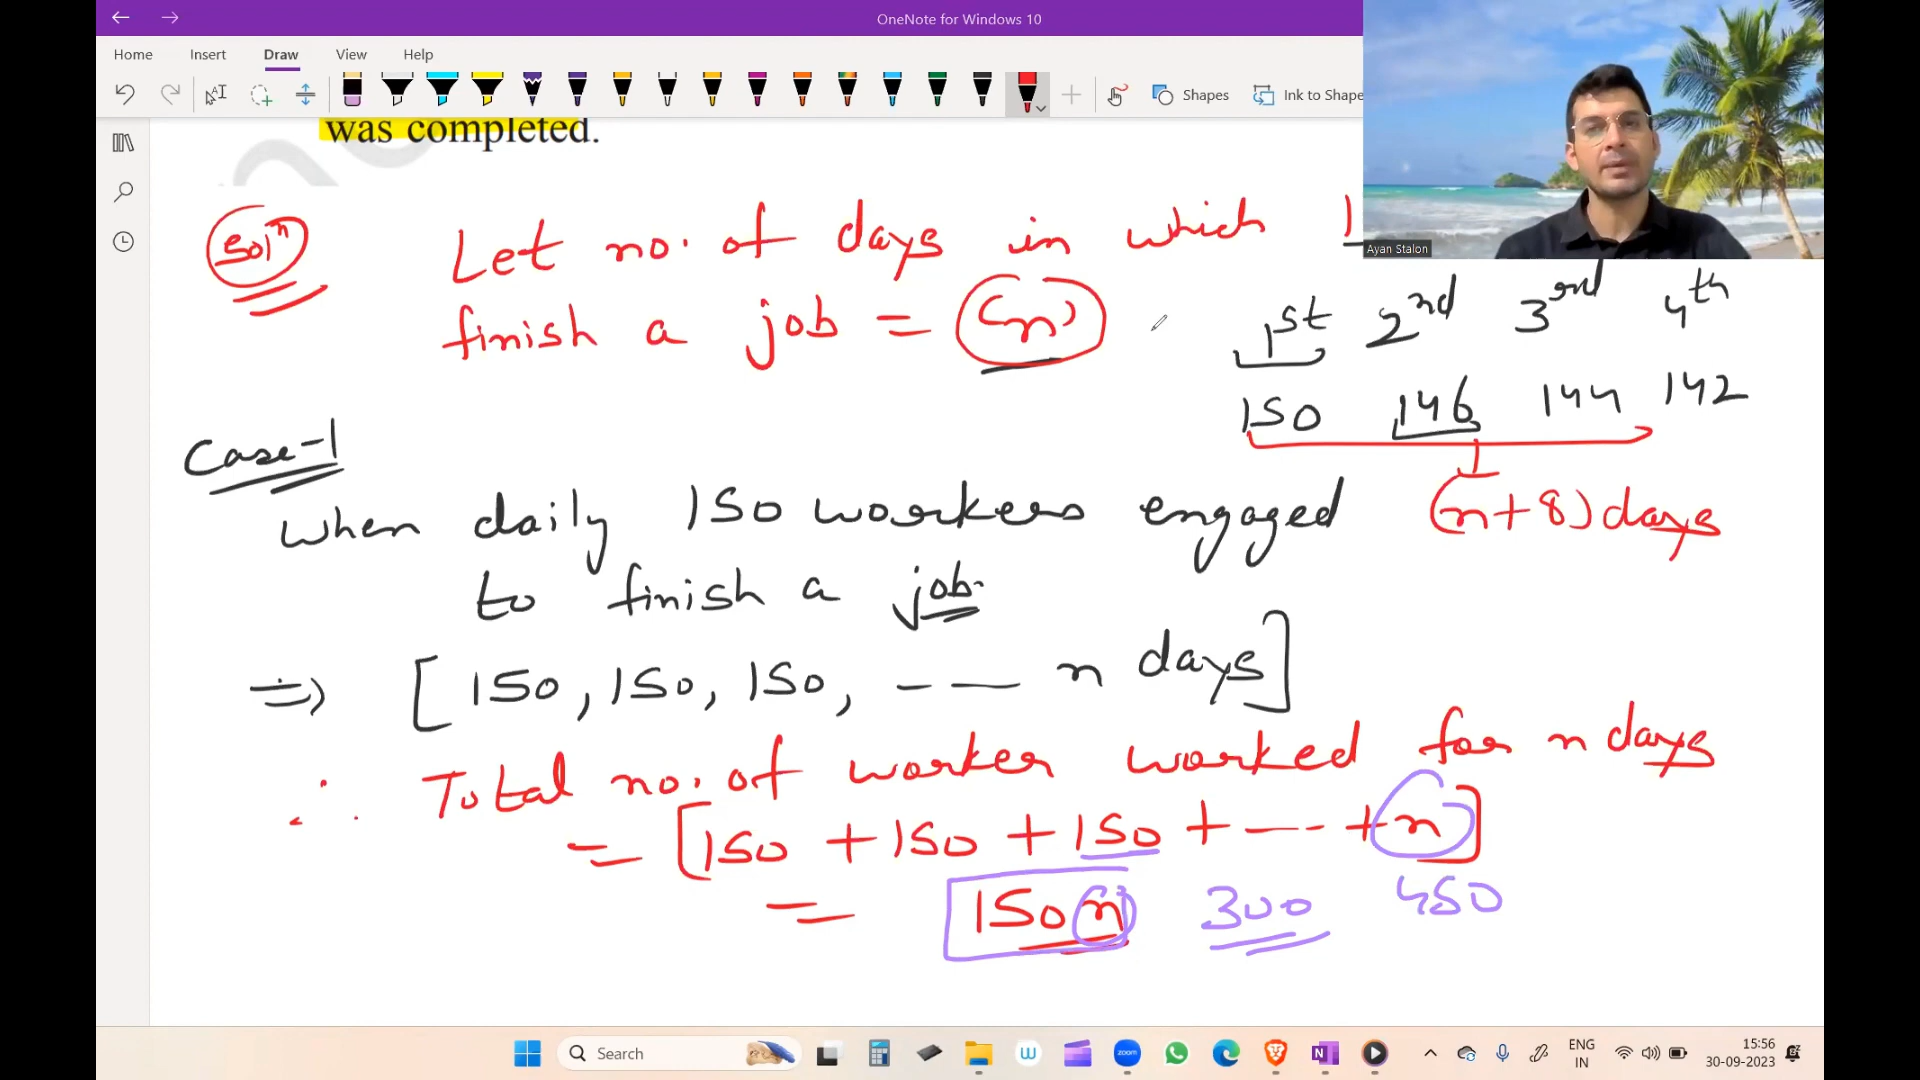 OneNote for Windows 10
Home Insert Draw View Help
Shapes Ink to Shape
was completed.
Ayan Stalon
Solⁿ Let no. of days in which
finish a job = 'n'
1st 2nd 3rd 4th
150 146 144 142
(n+8) days
Case-1
When daily 150 workers engaged
to finish a job.
⇒ [150, 150, 150, --- n days]
∴ Total no. of worker worked for n days
= [150 + 150 + 150 + --- + n]
= 150n 300 450
Search
zoom
ENG
IN
15:56
30-09-2023